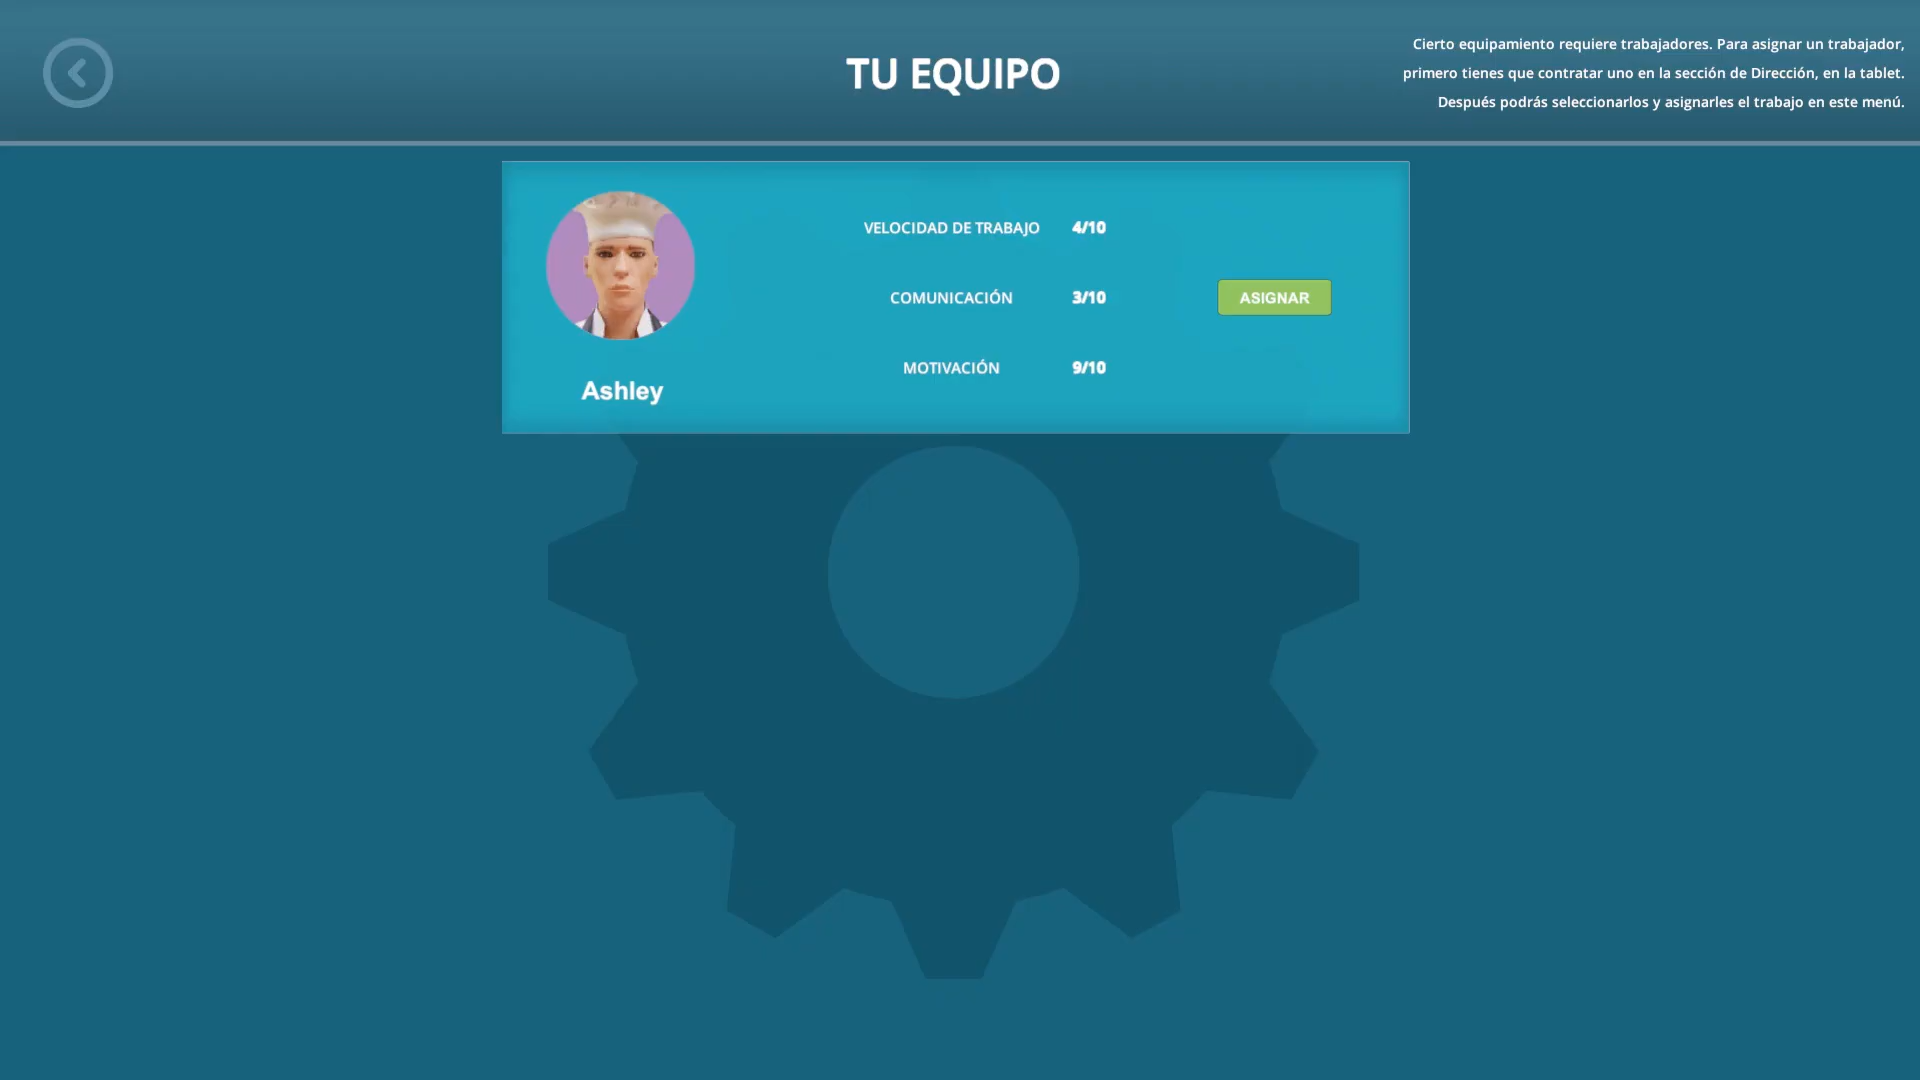 TU EQUIPO
Cierto equipamiento requiere trabajadores. Para asignar un trabajador,
primero tienes que contratar uno en la sección de Dirección, en la tablet.
Después podrás seleccionarlos y asignarles el trabajo en este menú.
VELOCIDAD DE TRABAJO 4/10
COMUNICACIÓN 3/10
ASIGNAR
MOTIVACIÓN 9/10
Ashley